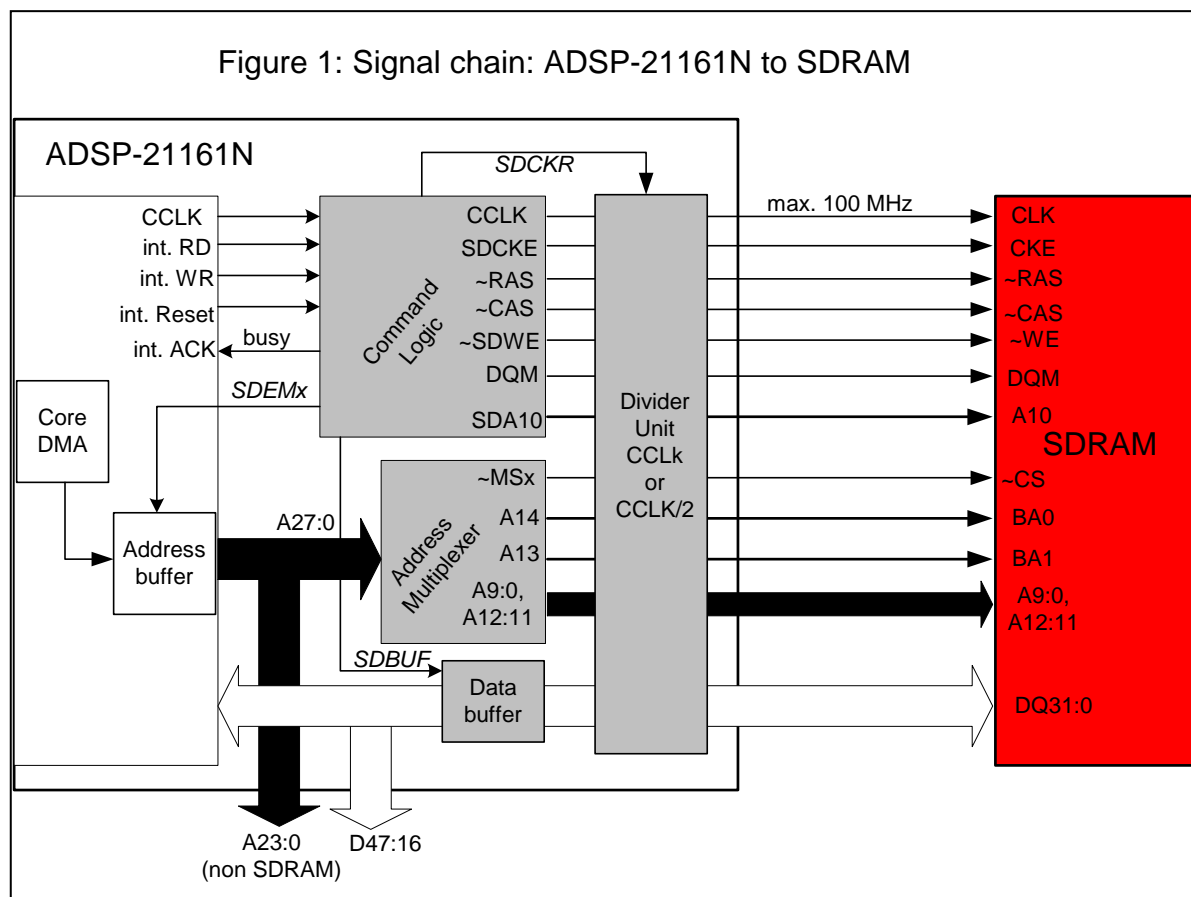 Figure 1: Signal chain: ADSP-21161N to SDRAM
ADSP-21161N
SDCKR
CCLK
int. RD
int. WR
int. Reset
int. ACK
busy
SDEMx
Core
DMA
Address
buffer
A27:0
Command
Logic
CCLK
SDCKE
~RAS
~CAS
~SDWE
DQM
SDA10
Address
Multiplexer
~MSx
A14
A13
A9:0,
A12:11
SDBUF
Data
buffer
Divider
Unit
CCLk
or
CCLK/2
max. 100 MHz
CLK
CKE
~RAS
~CAS
~WE
DQM
A10
SDRAM
~CS
BA0
BA1
A9:0,
A12:11
DQ31:0
A23:0
(non SDRAM)
D47:16